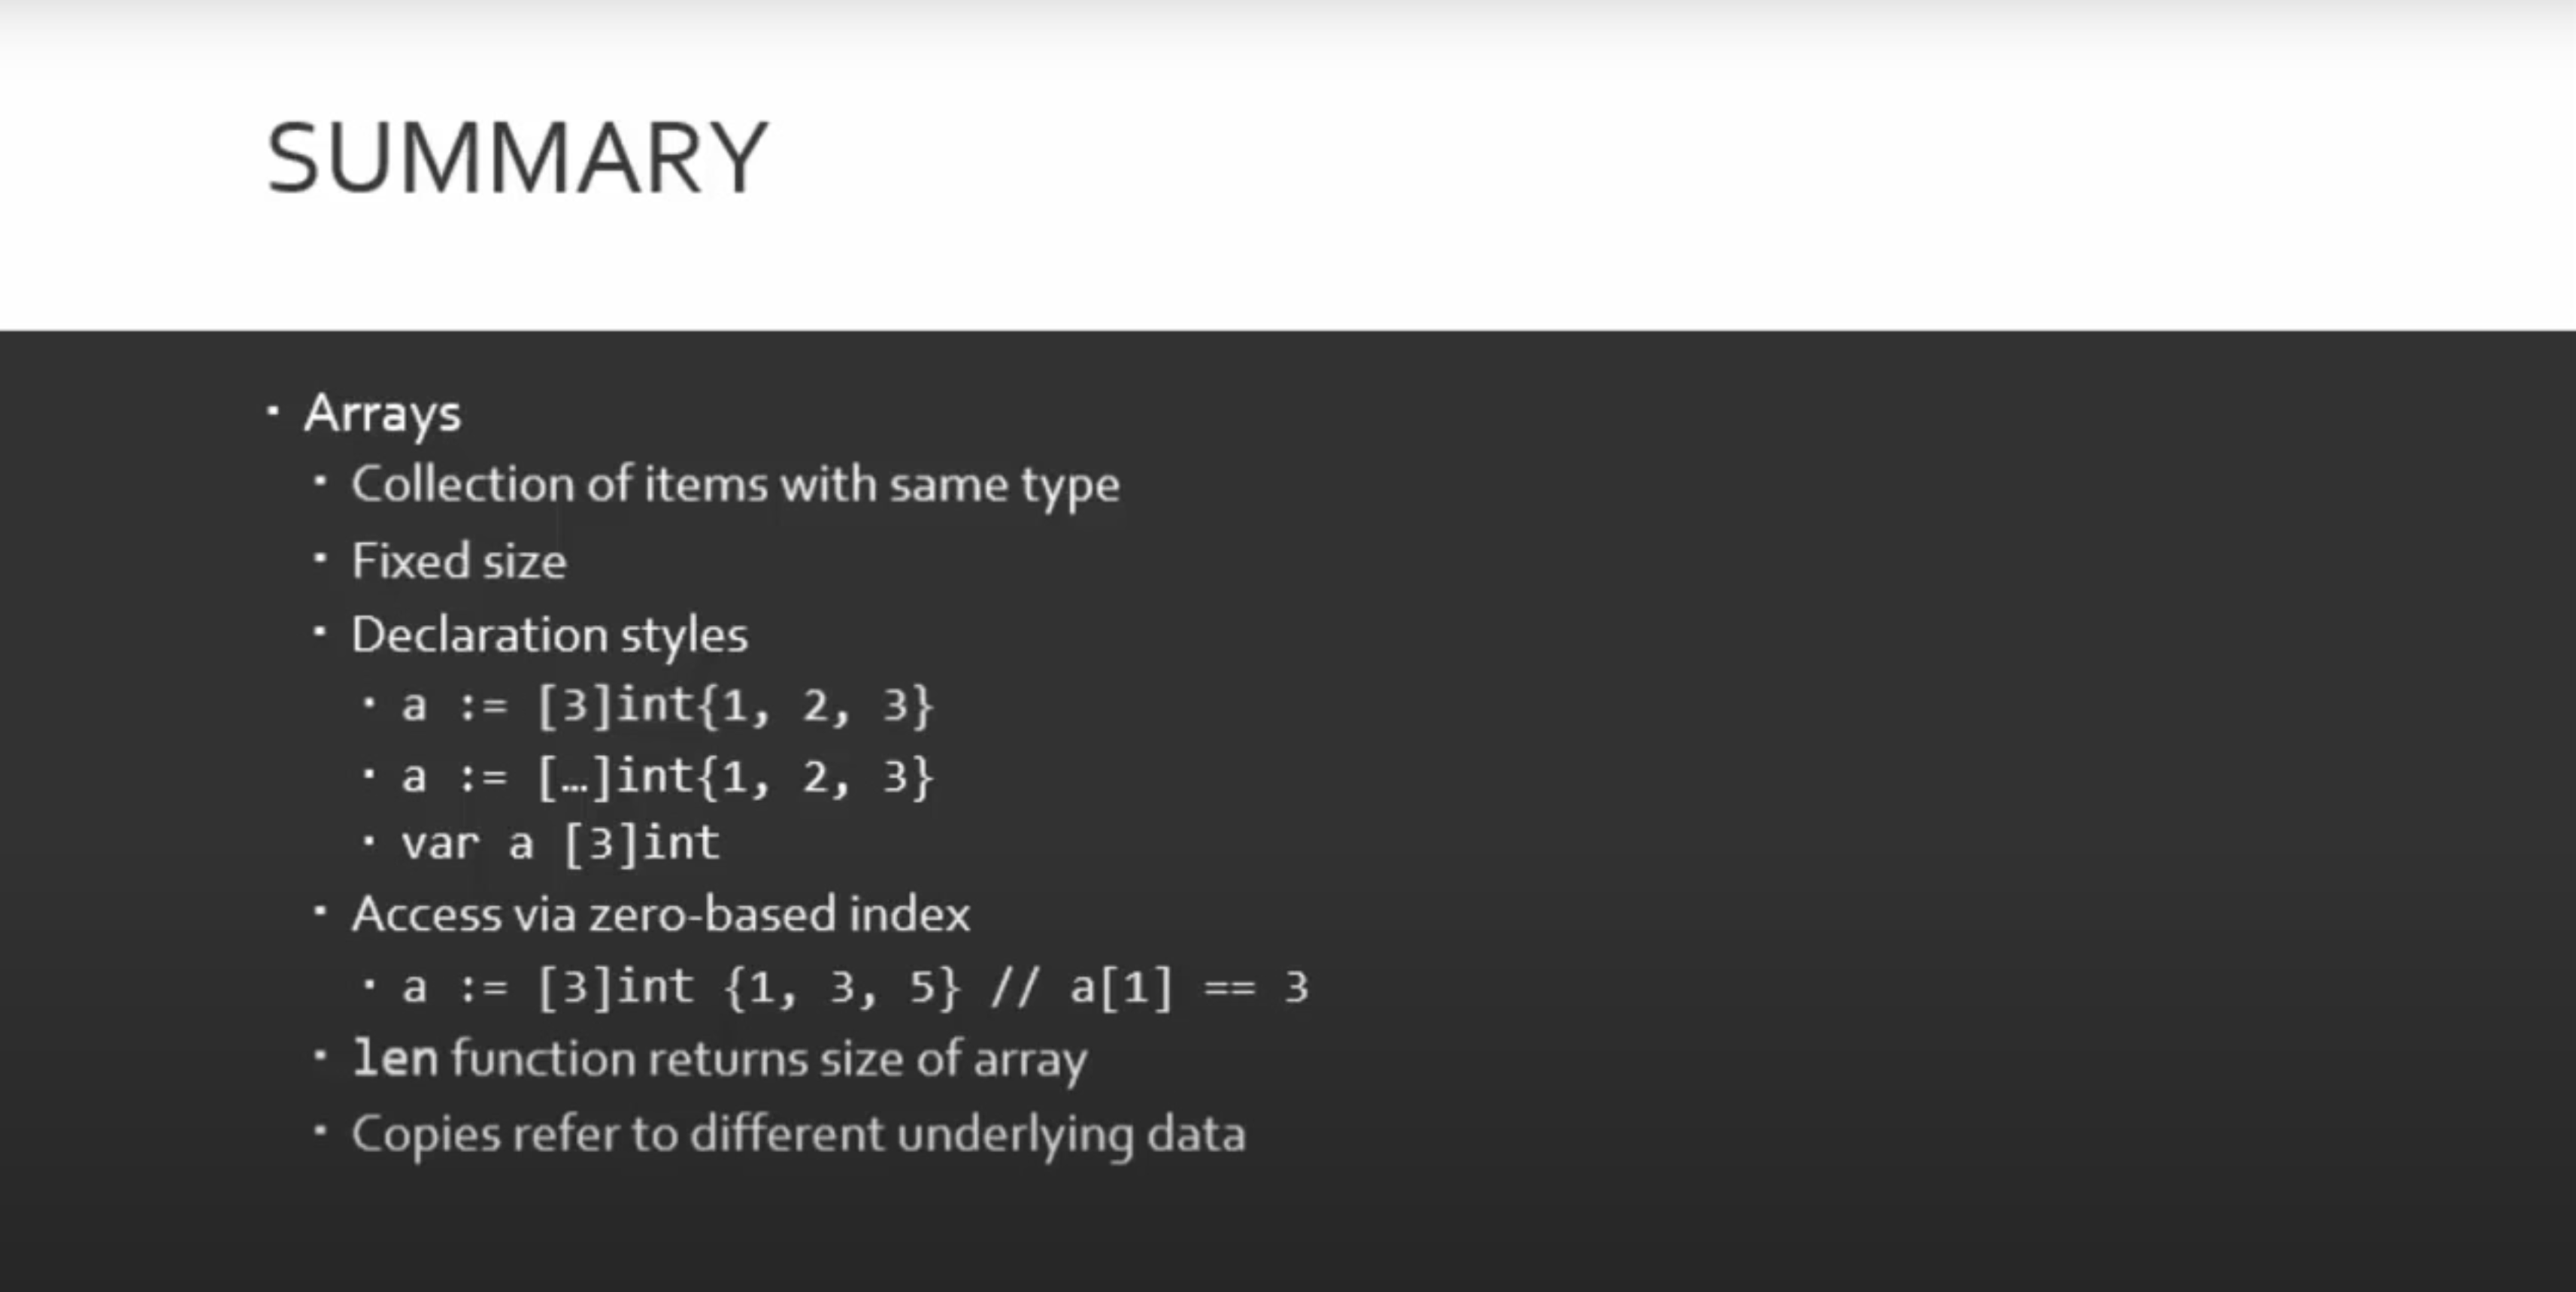 SUMMARY
▪ Arrays
▪ Collection of items with same type
▪ Fixed size
▪ Declaration styles
▪ a := [3]int{1, 2, 3}
▪ a := […]int{1, 2, 3}
▪ var a [3]int
▪ Access via zero-based index
▪ a := [3]int {1, 3, 5} // a[1] == 3
▪ len function returns size of array
▪ Copies refer to different underlying data